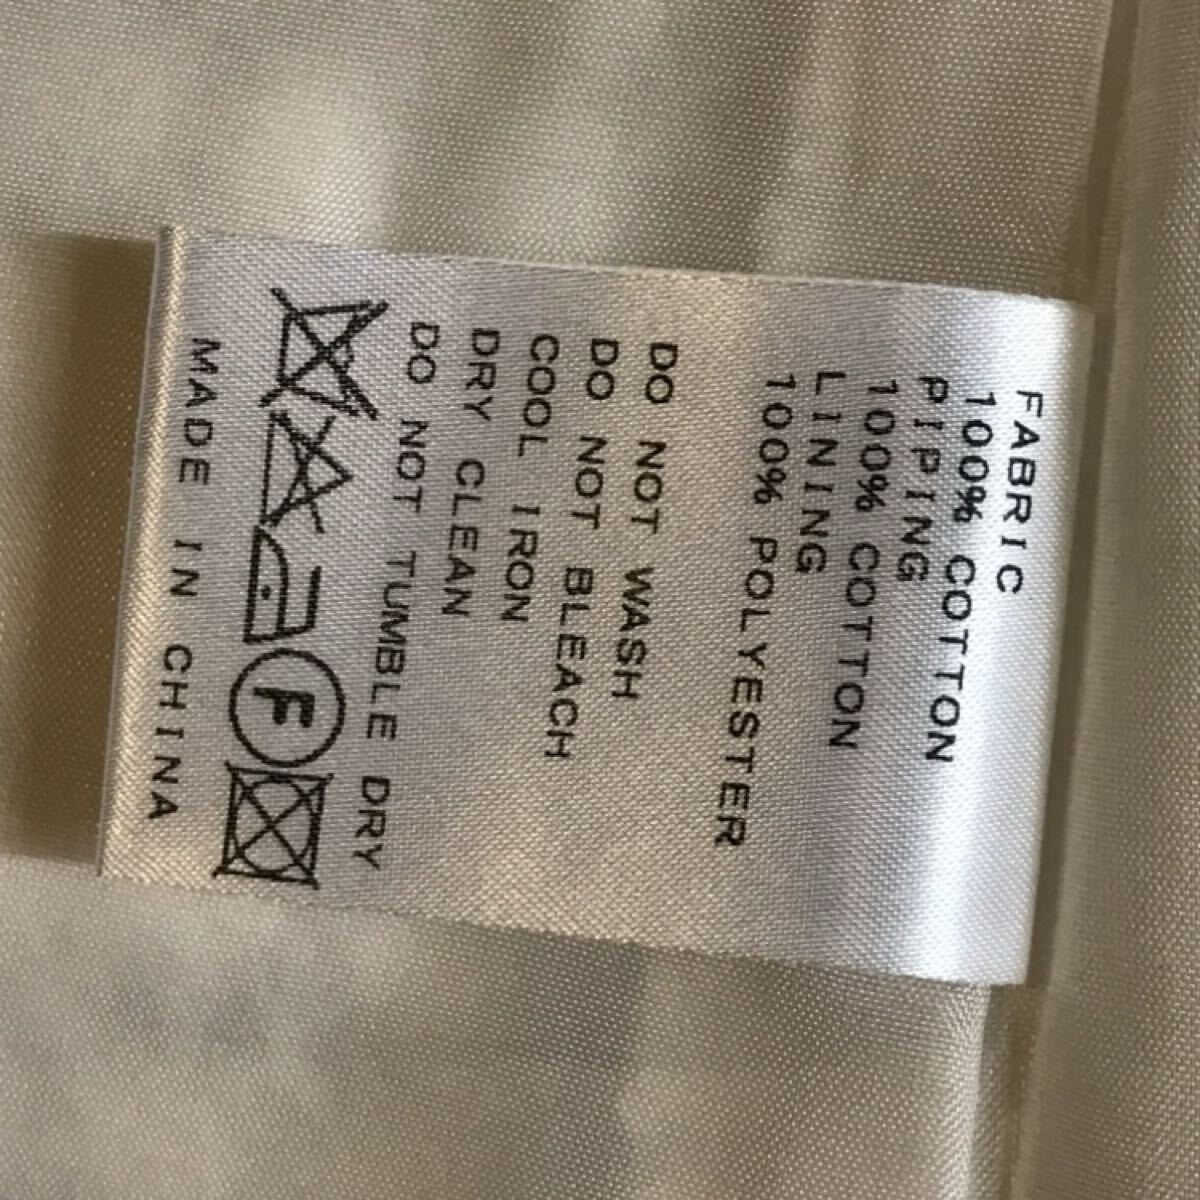 FABRIC
100% COTTON
PIPING
100% COTTON
LINING
100% POLYESTER
DO NOT WASH
DO NOT BLEACH
COOL IRON
DRY CLEAN
DO NOT TUMBLE DRY
F
MADE IN CHINA